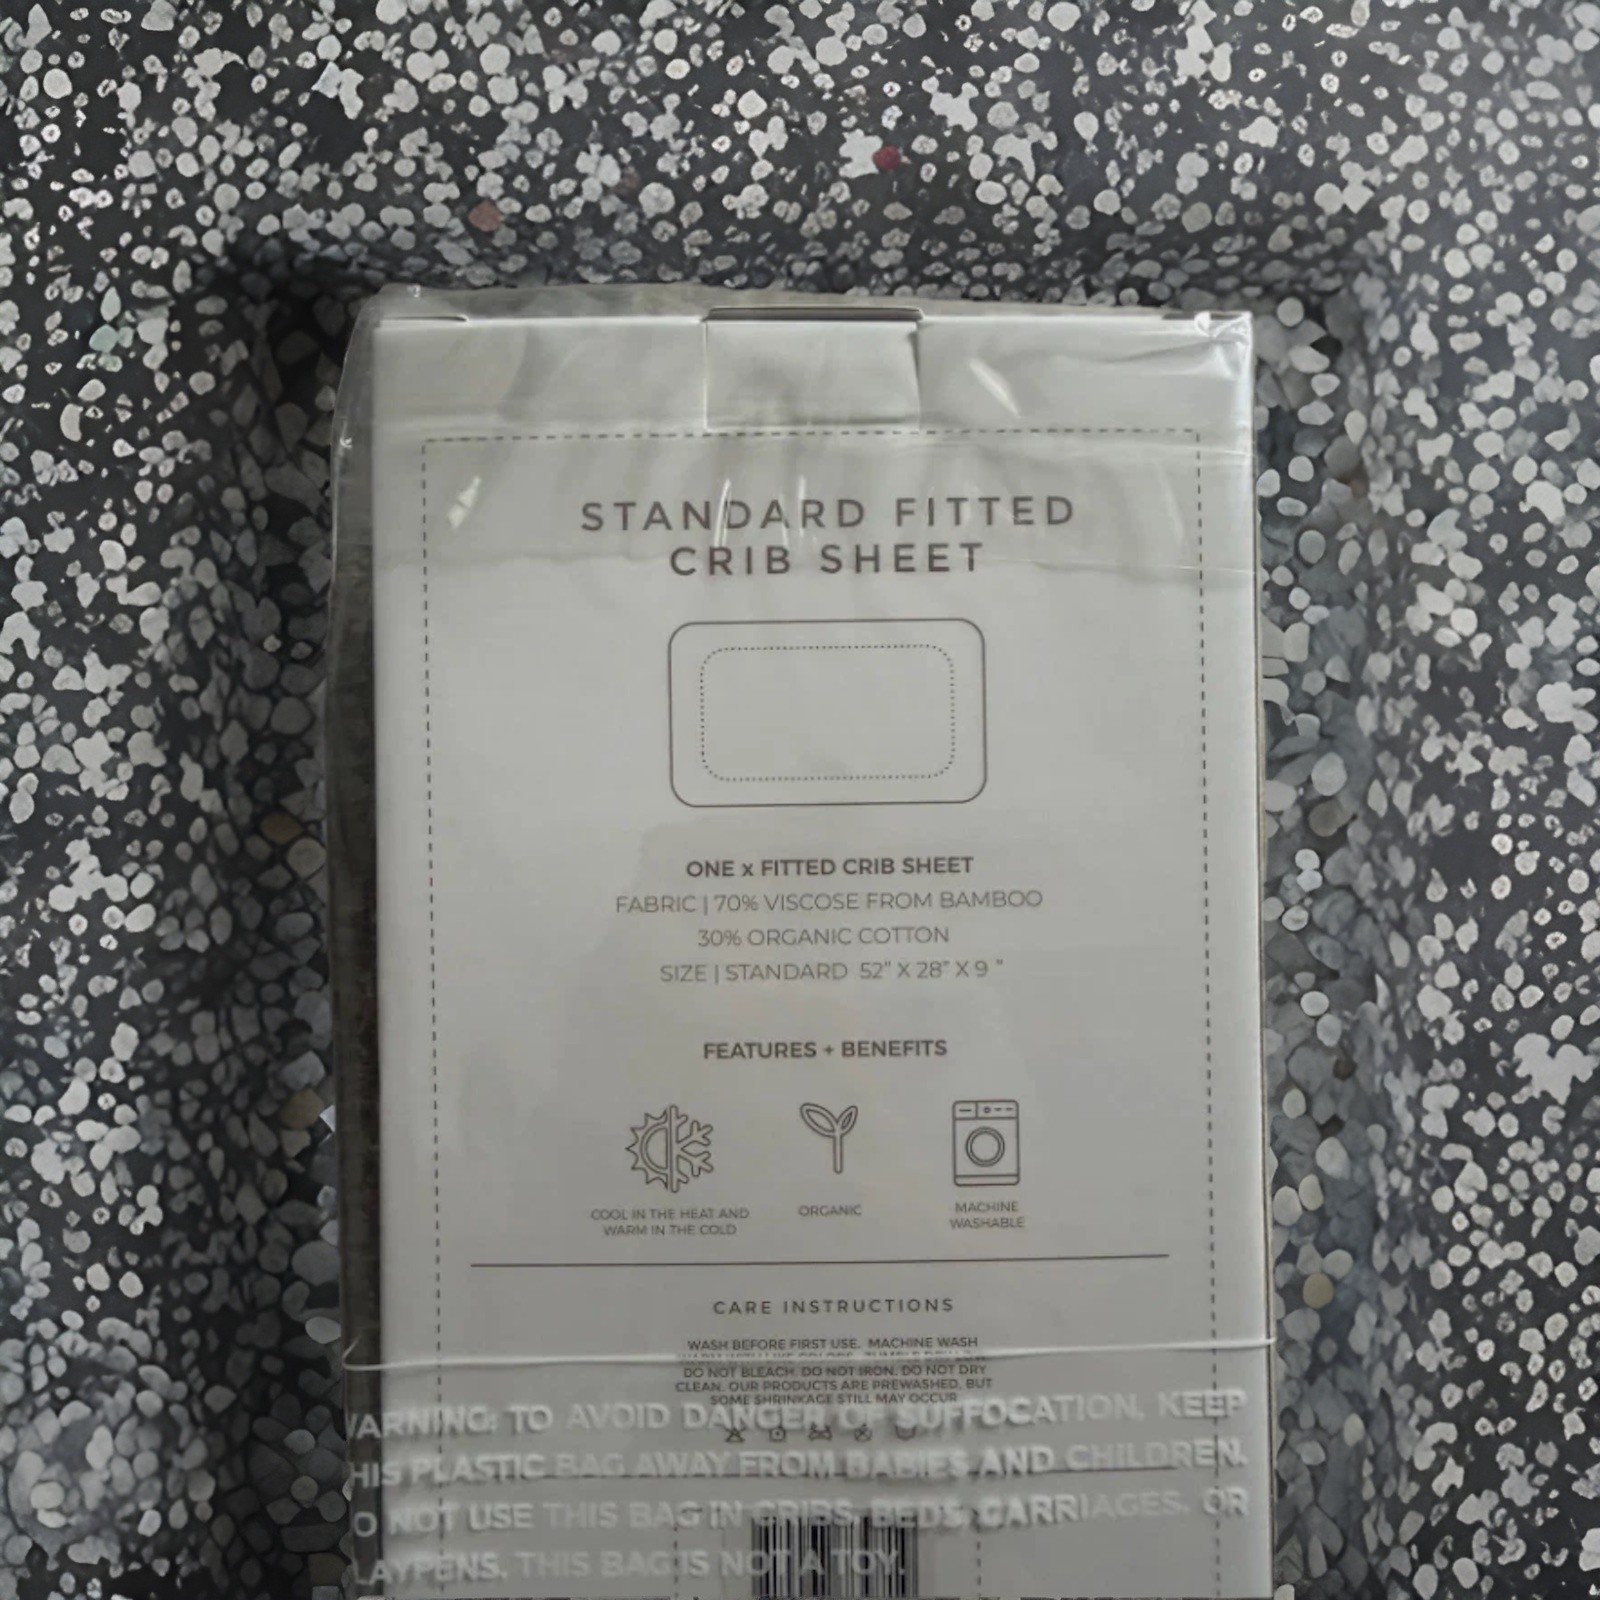 STANDARD FITTED
CRIB SHEET
ONE x FITTED CRIB SHEET
FABRIC | 70% VISCOSE FROM BAMBOO
30% ORGANIC COTTON
SIZE | STANDARD 52" X 28" X 9 "
FEATURES + BENEFITS
COOL IN THE HEAT AND
WARM IN THE COLD
ORGANIC
MACHINE
WASHABLE
CARE INSTRUCTIONS
WASH BEFORE FIRST USE. MACHINE WASH
DO NOT BLEACH. DO NOT IRON. DO NOT DRY
CLEAN. OUR PRODUCTS ARE PREWASHED, BUT
SOME SHRINKAGE STILL MAY OCCUR
ARNING: TO AVOID DANGER OF SUFFOCATION, KEEP
HIS PLASTIC BAG AWAY FROM BABIES AND CHILDREN.
O NOT USE THIS BAG IN CRIBS, BEDS, CARRIAGES, OR
LAYPENS. THIS BAG IS NOT A TOY.